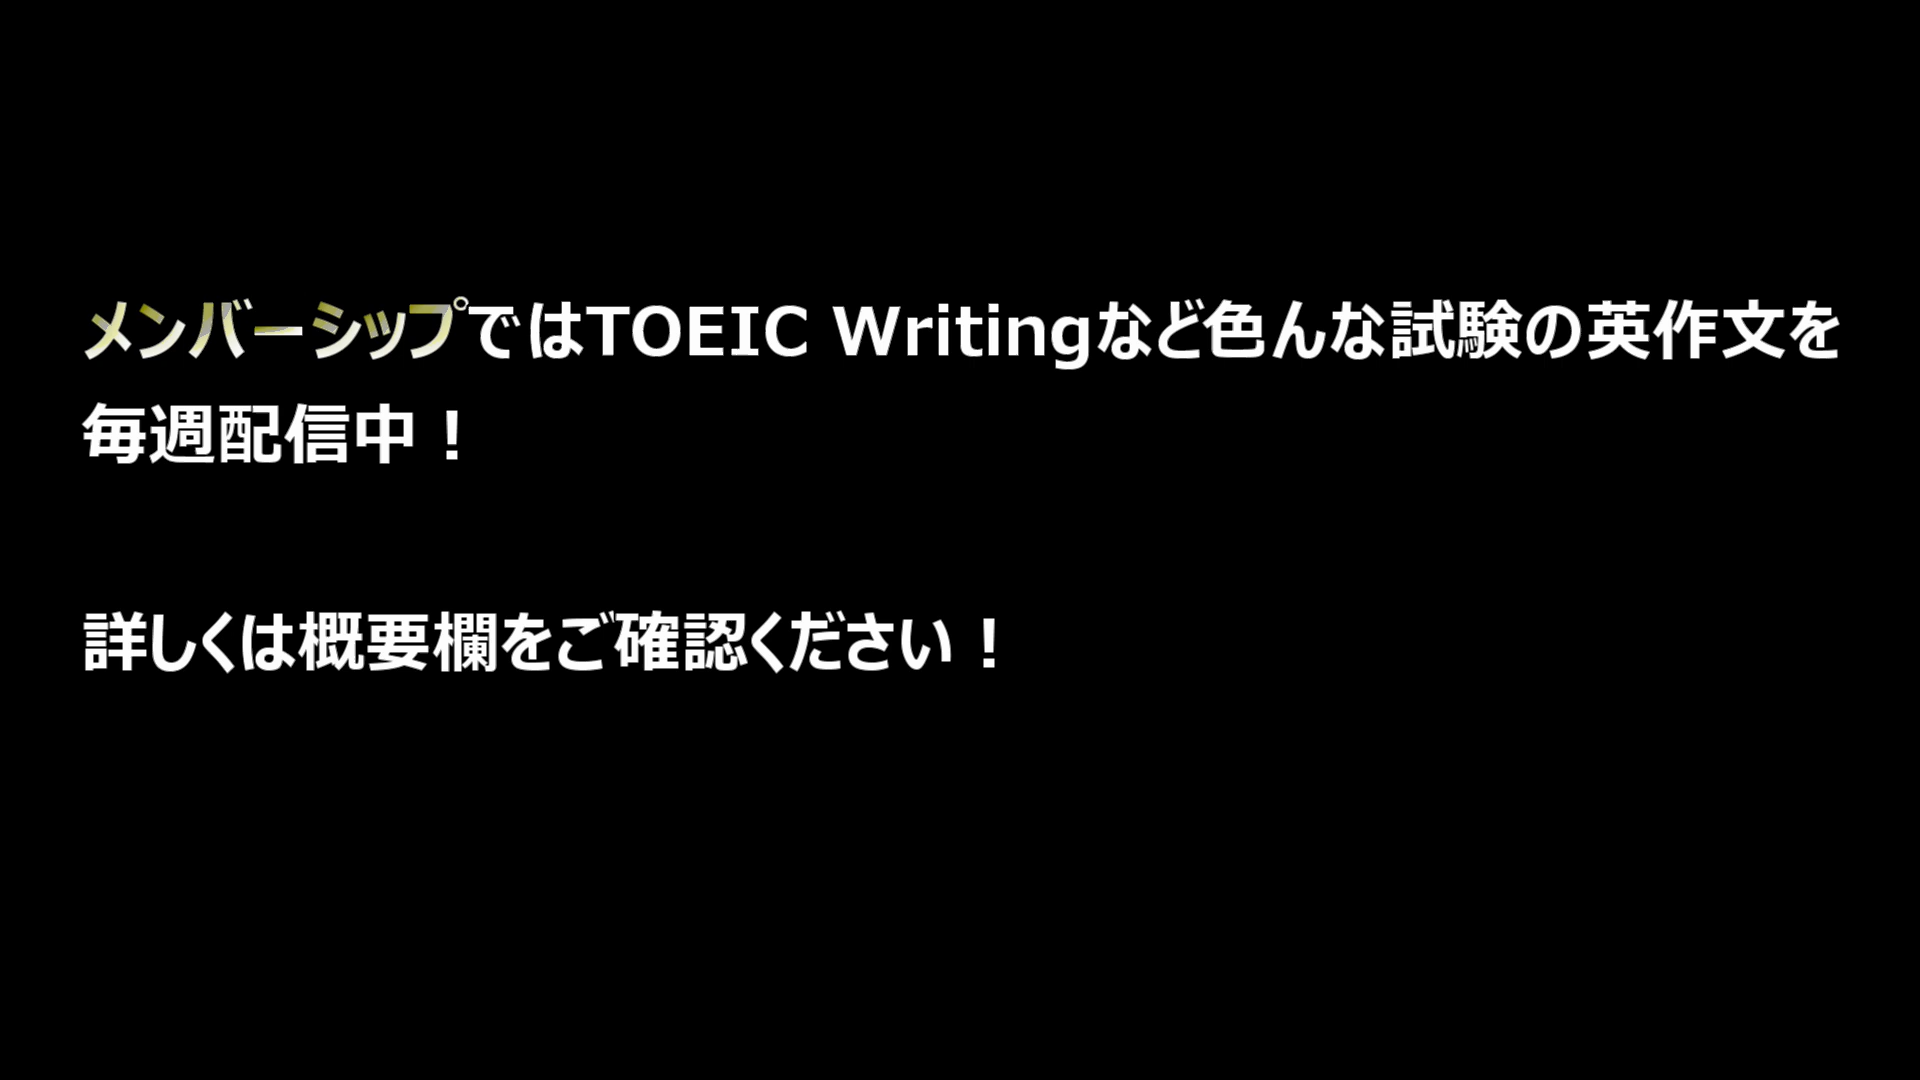 メンバーシップではTOEIC Writingなど色んな試験の英作文を
毎週配信中！
詳しくは概要欄をご確認ください！